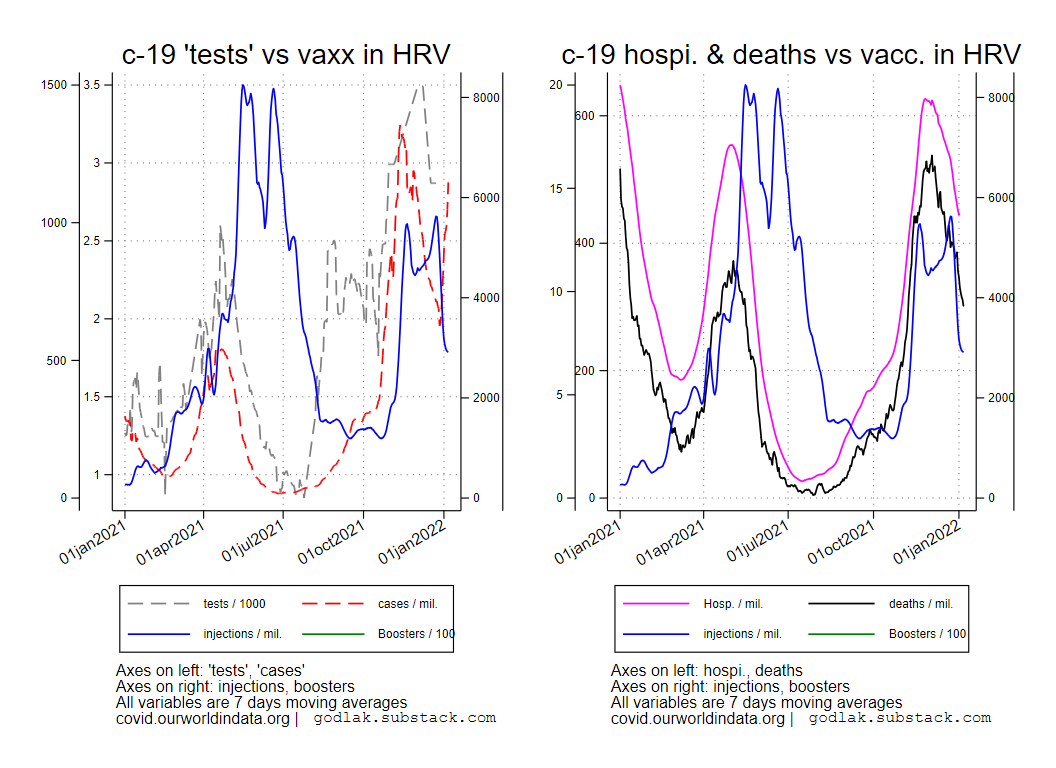 c-19 'tests' vs vaxx in HRV
1500
1000
500
0
3.5
3
2.5
2
1.5
1
8000
6000
4000
2000
0
01jan2021
01apr2021
01jul2021
01oct2021
01jan2022
tests / 1000
cases / mil.
injections / mil.
Boosters / 100
Axes on left: 'tests', 'cases'
Axes on right: injections, boosters
All variables are 7 days moving averages
covid.ourworldindata.org | godlak.substack.com
c-19 hospi. & deaths vs vacc. in HRV
20
15
10
5
0
600
400
200
0
8000
6000
4000
2000
0
01jan2021
01apr2021
01jul2021
01oct2021
01jan2022
Hosp. / mil.
deaths / mil.
injections / mil.
Boosters / 100
Axes on left: hospi., deaths
Axes on right: injections, boosters
All variables are 7 days moving averages
covid.ourworldindata.org | godlak.substack.com